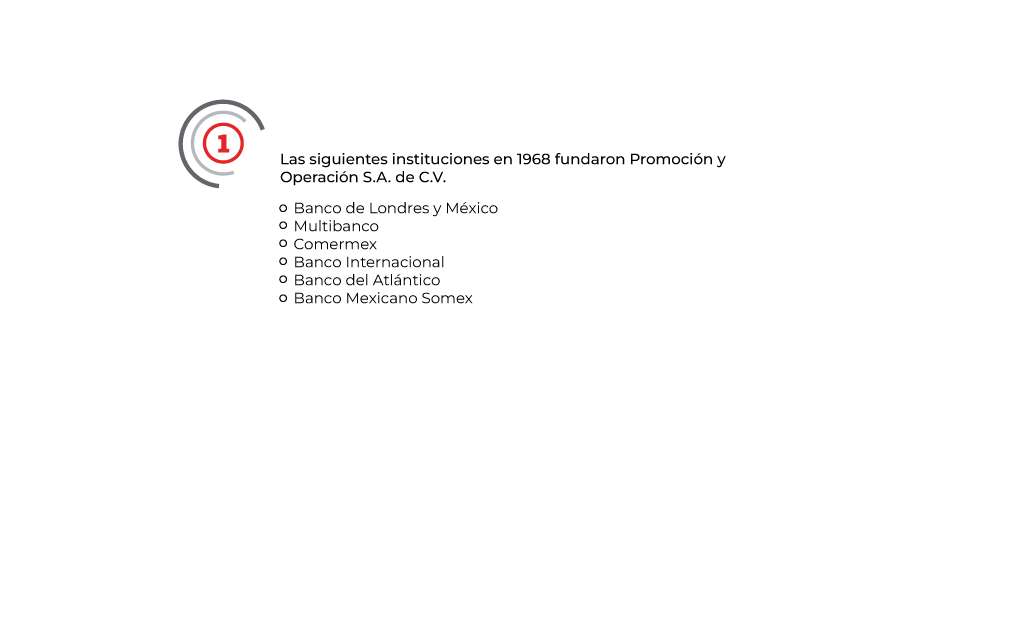 1
Las siguientes instituciones en 1968 fundaron Promoción y
Operación S.A. de C.V.
Banco de Londres y México
Multibanco
Comermex
Banco Internacional
Banco del Atlántico
Banco Mexicano Somex